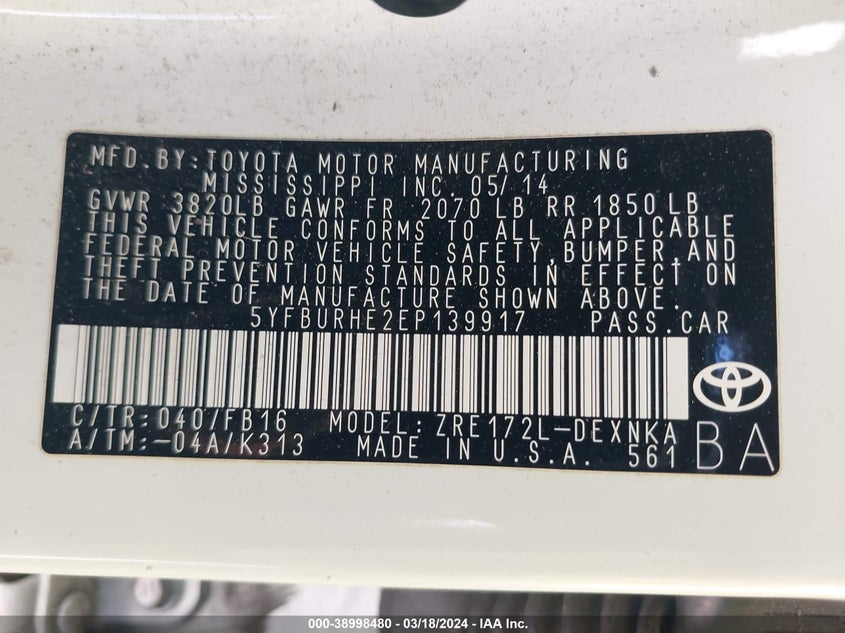 MFD.BY:TOYOTA MOTOR MANUFACTURING
MISSISSIPPI INC. 05/14
GVWR 3820LB GAWR FR 2070 LB RR 1850 LB
THIS VEHICLE CONFORMS TO ALL APPLICABLE
FEDERAL MOTOR VEHICLE SAFETY,BUMPER,AND
THEFT PREVENTION STANDARDS IN EFFECT ON
THE DATE OF MANUFACTURE SHOWN ABOVE.
5YFBURHE2EP139917 PASS.CAR
C/TR:040/FB16 MODEL:ZRE172L-DEXNKA
A/TM:-04A/K313 MADE IN U.S.A. 561 BA
000-38998480 - 03/18/2024 - IAA Inc.